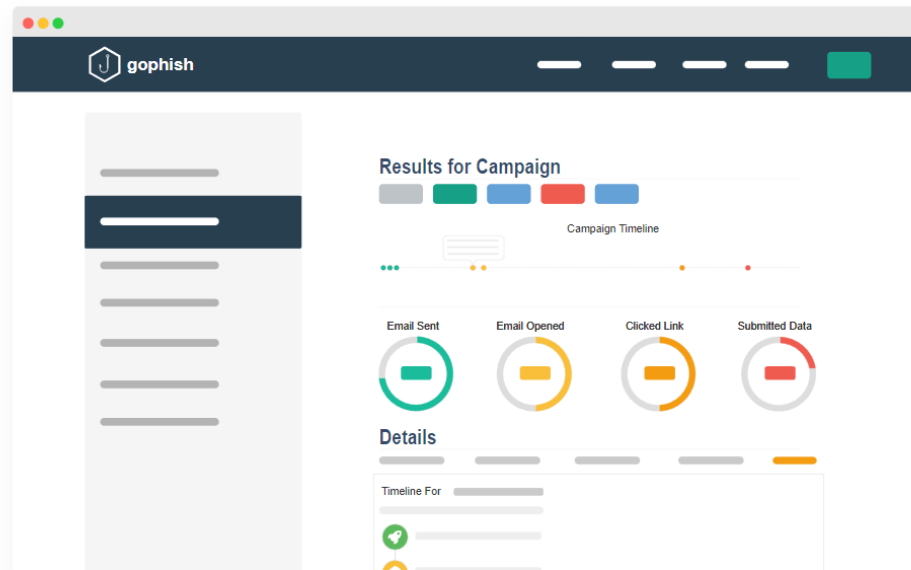 gophish
Results for Campaign
Campaign Timeline
Email Sent
Email Opened
Clicked Link
Submitted Data
Details
Timeline For